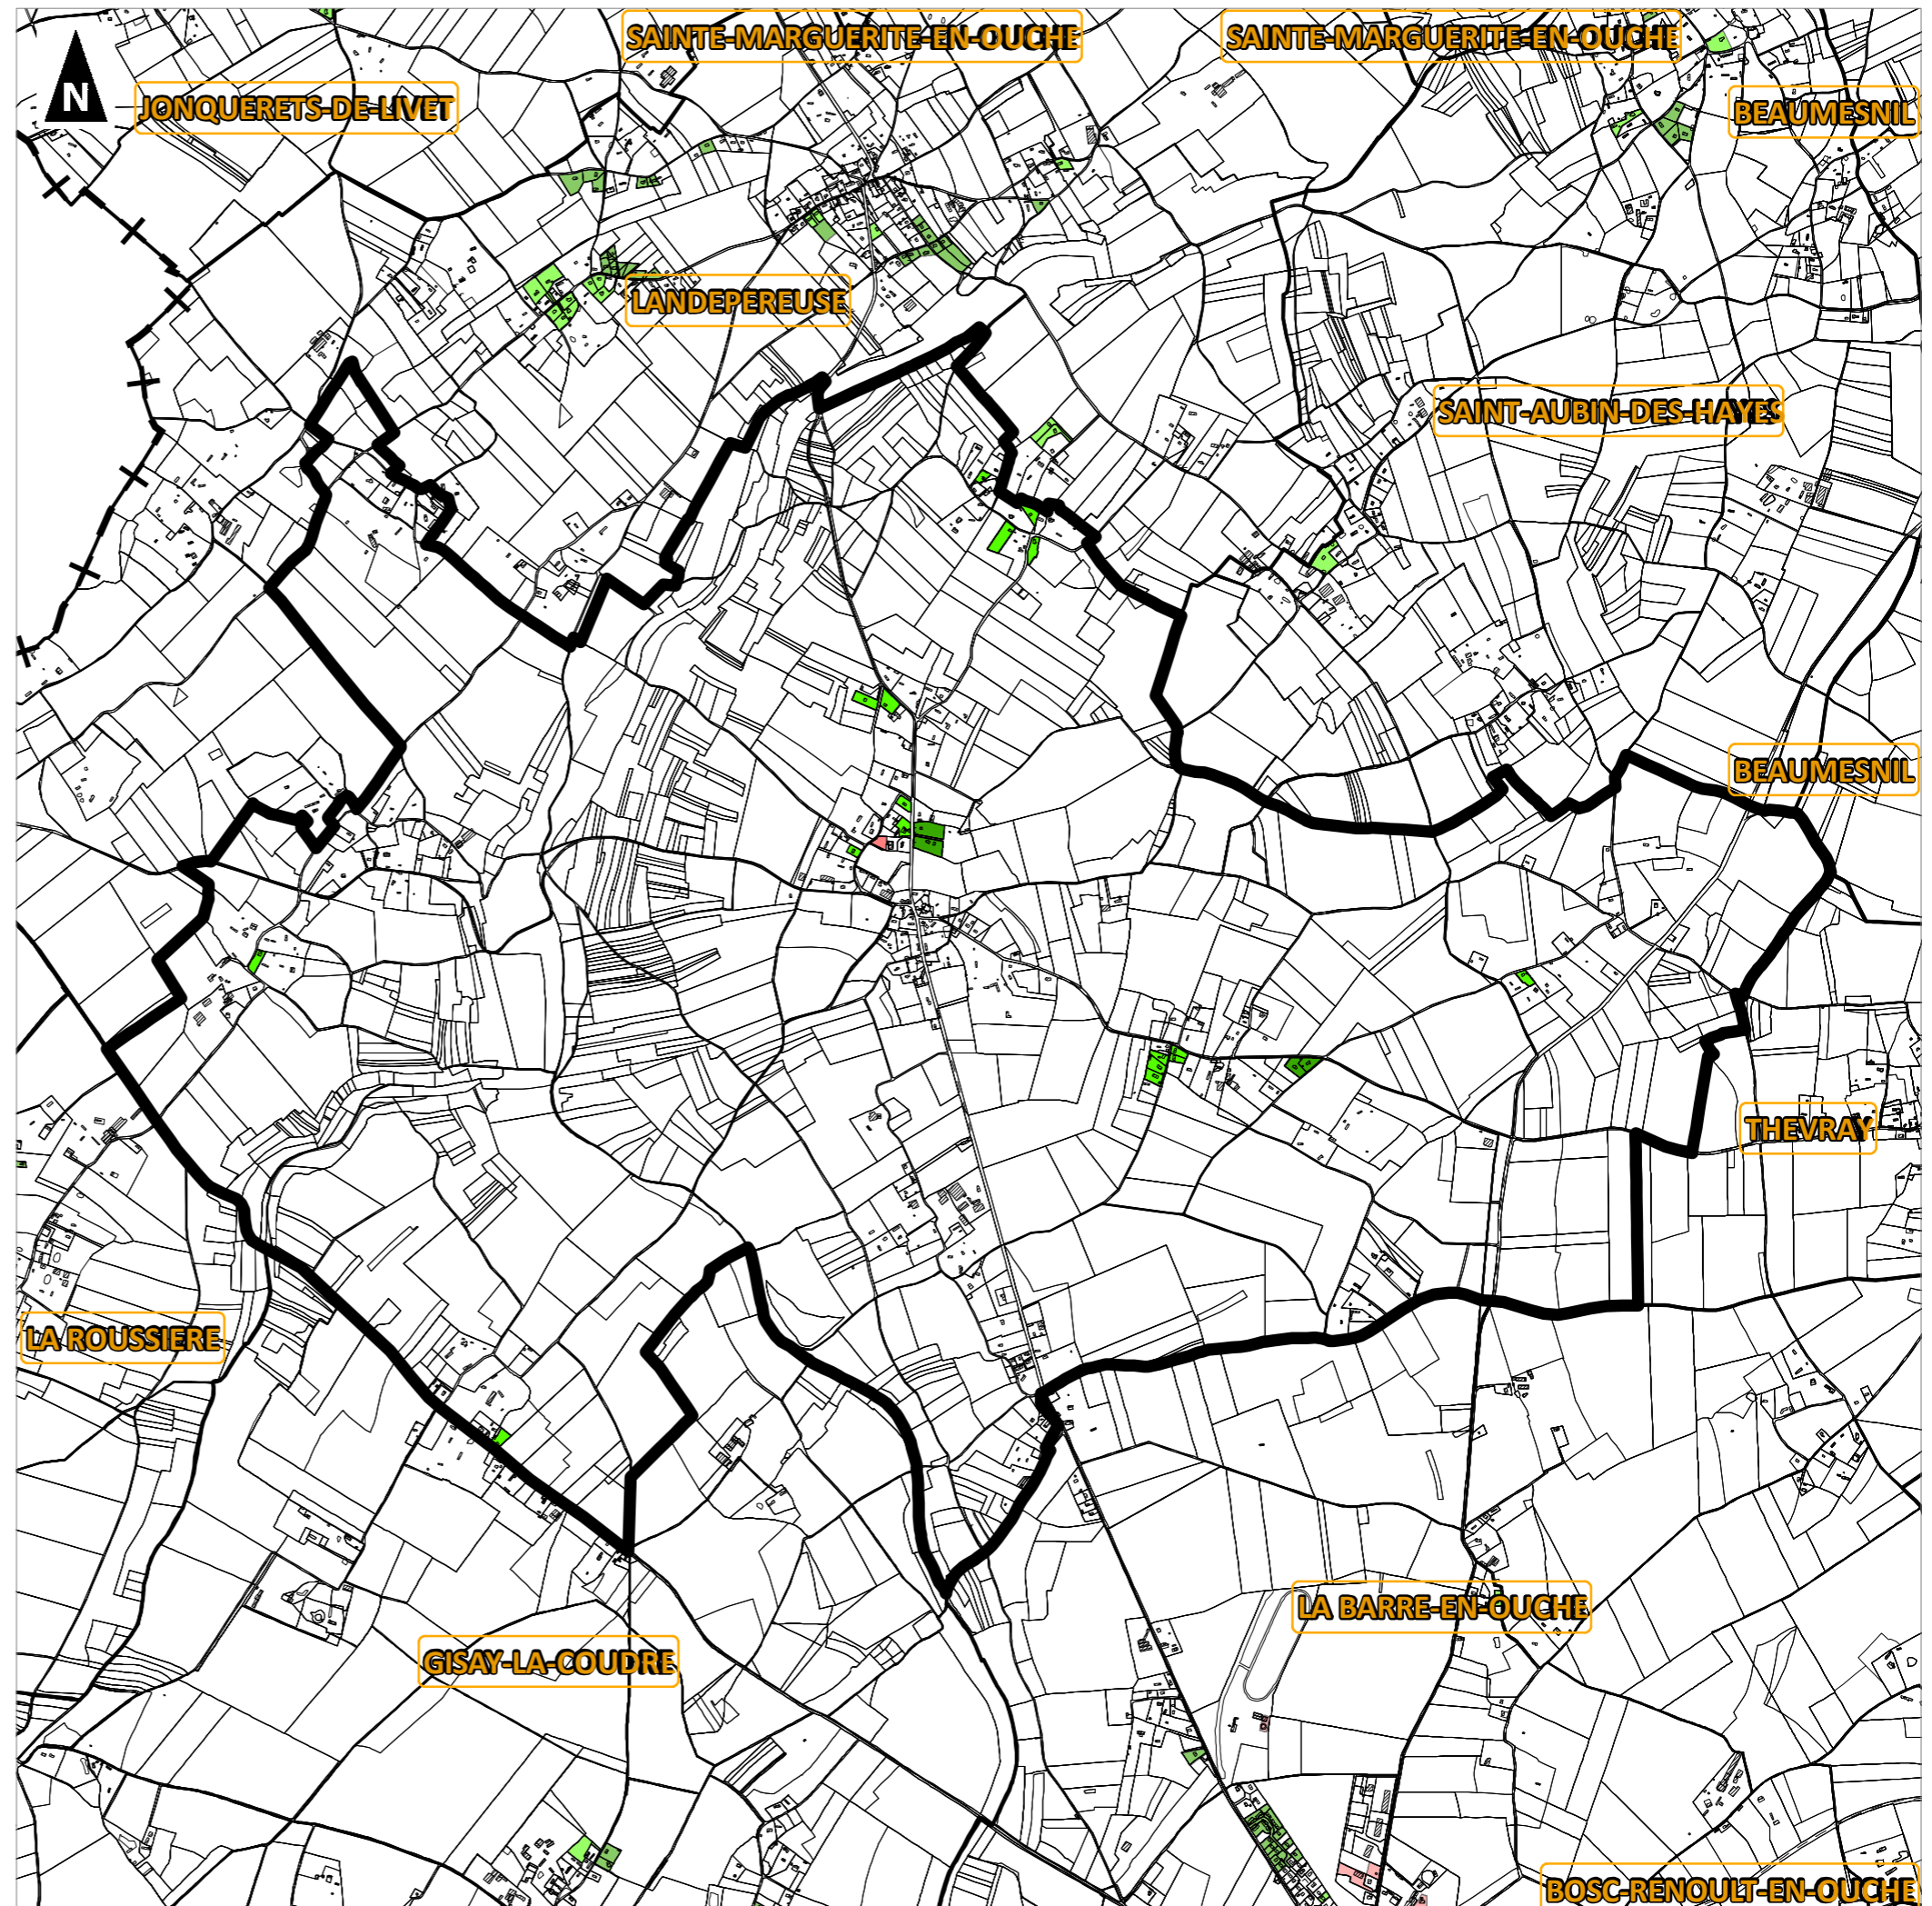 SAINTE-MARGUERITE-EN-OUCHE
SAINTE-MARGUERITE-EN-OUCHE
N
JONQUERETS-DE-LIVET
BEAUMESNIL
LANDEPEREUSE
SAINT-AUBIN-DES-HAYES
BEAUMESNIL
THEVRAY
LA ROUSSIERE
LA BARRE-EN-OUCHE
GISAY-LA-COUDRE
BOSC-RENOULT-EN-OUCHE